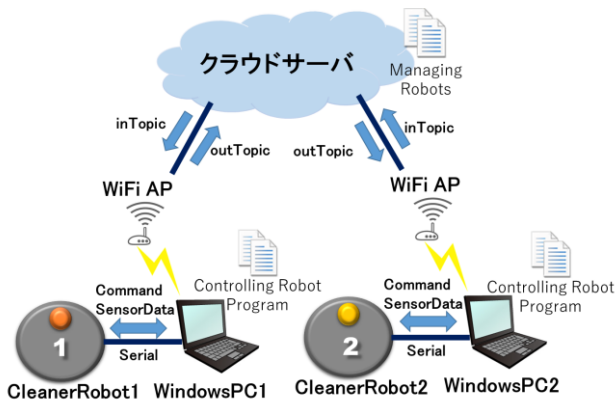 クラウドサーバ
Managing
Robots
inTopic
outTopic
outTopic
inTopic
WiFi AP
WiFi AP
Controlling Robot
Program
Command
SensorData
1
Serial
CleanerRobot1
WindowsPC1
Controlling Robot
Program
Command
SensorData
2
Serial
CleanerRobot2
WindowsPC2